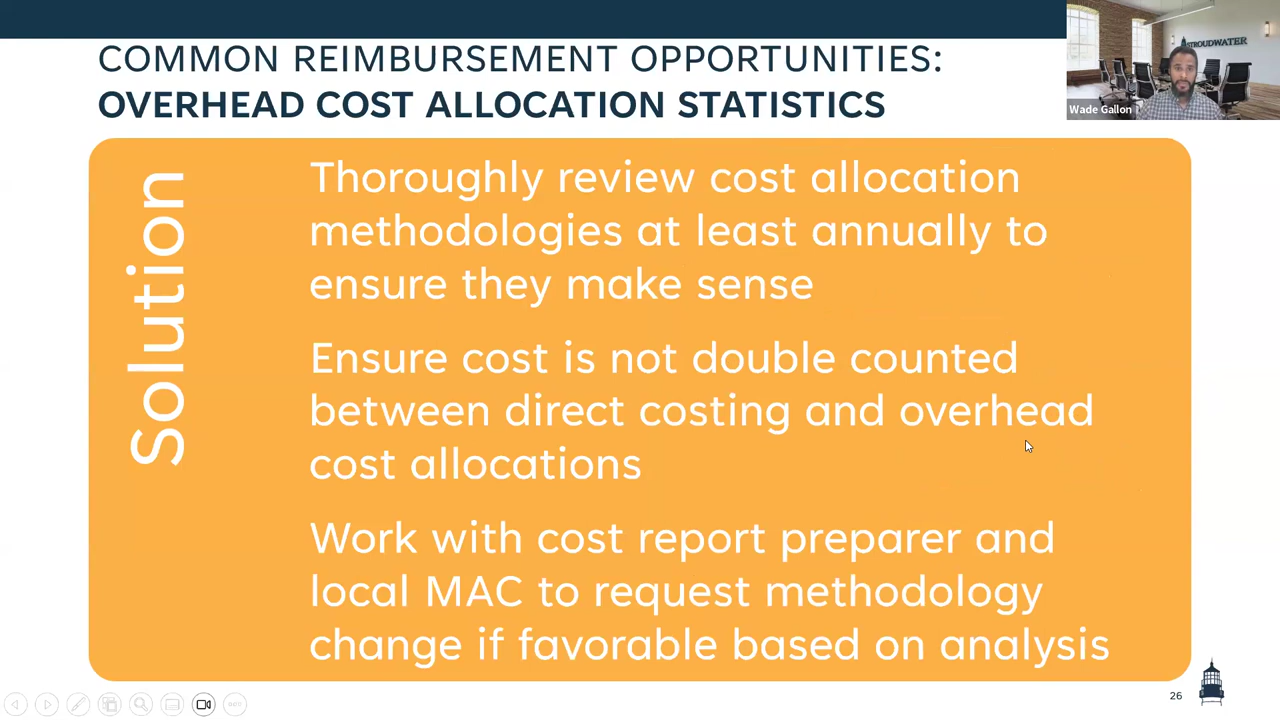 COMMON REIMBURSEMENT OPPORTUNITIES:
OVERHEAD COST ALLOCATION STATISTICS
STROUDWATER
Wade Gallon
Solution
Thoroughly review cost allocation
methodologies at least annually to
ensure they make sense
Ensure cost is not double counted
between direct costing and overhead
cost allocations
Work with cost report preparer and
local MAC to request methodology
change if favorable based on analysis
26